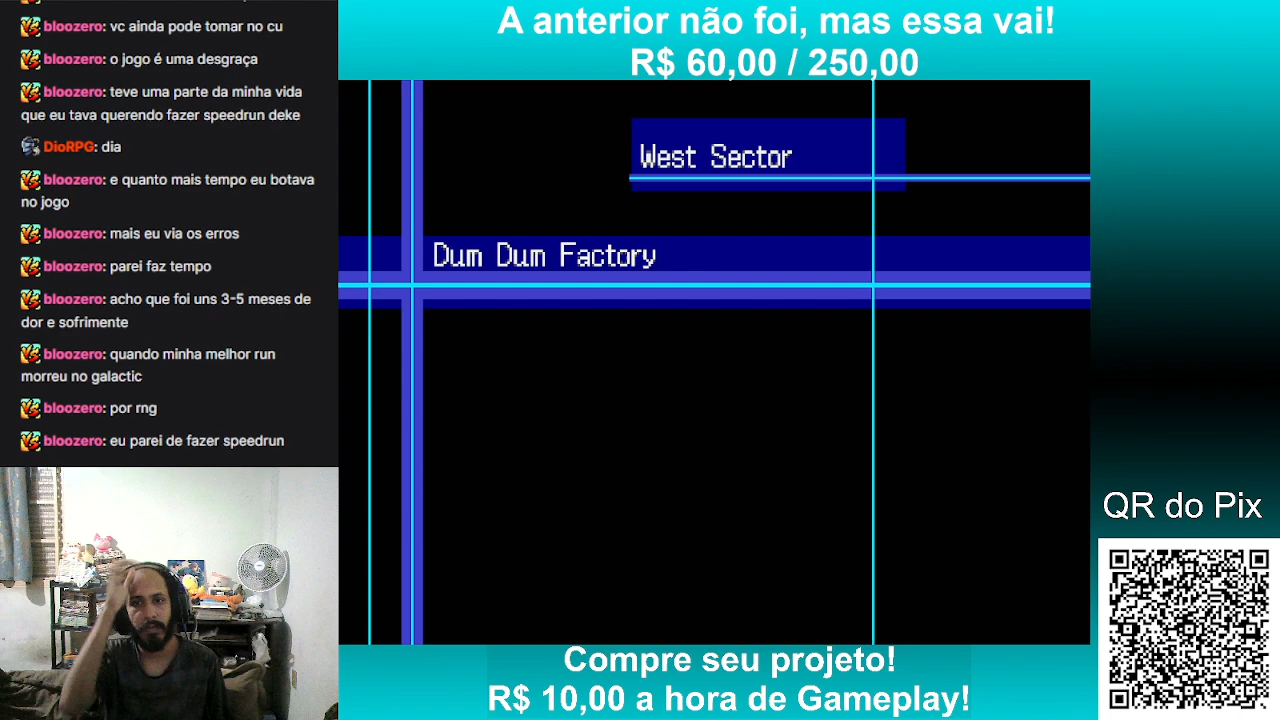 bloozero: vc ainda pode tomar no cu
bloozero: o jogo é uma desgraça
bloozero: teve uma parte da minha vida
que eu tava querendo fazer speedrun deke
DioRPG: dia
bloozero: e quanto mais tempo eu botava
no jogo
bloozero: mais eu via os erros
bloozero: parei faz tempo
bloozero: acho que foi uns 3-5 meses de
dor e sofrimente
bloozero: quando minha melhor run
morreu no galactic
bloozero: por rng
bloozero: eu parei de fazer speedrun
A anterior não foi, mas essa vai!
R$ 60,00 / 250,00
West Sector
Dum Dum Factory
QR do Pix
Compre seu projeto!
R$ 10,00 a hora de Gameplay!